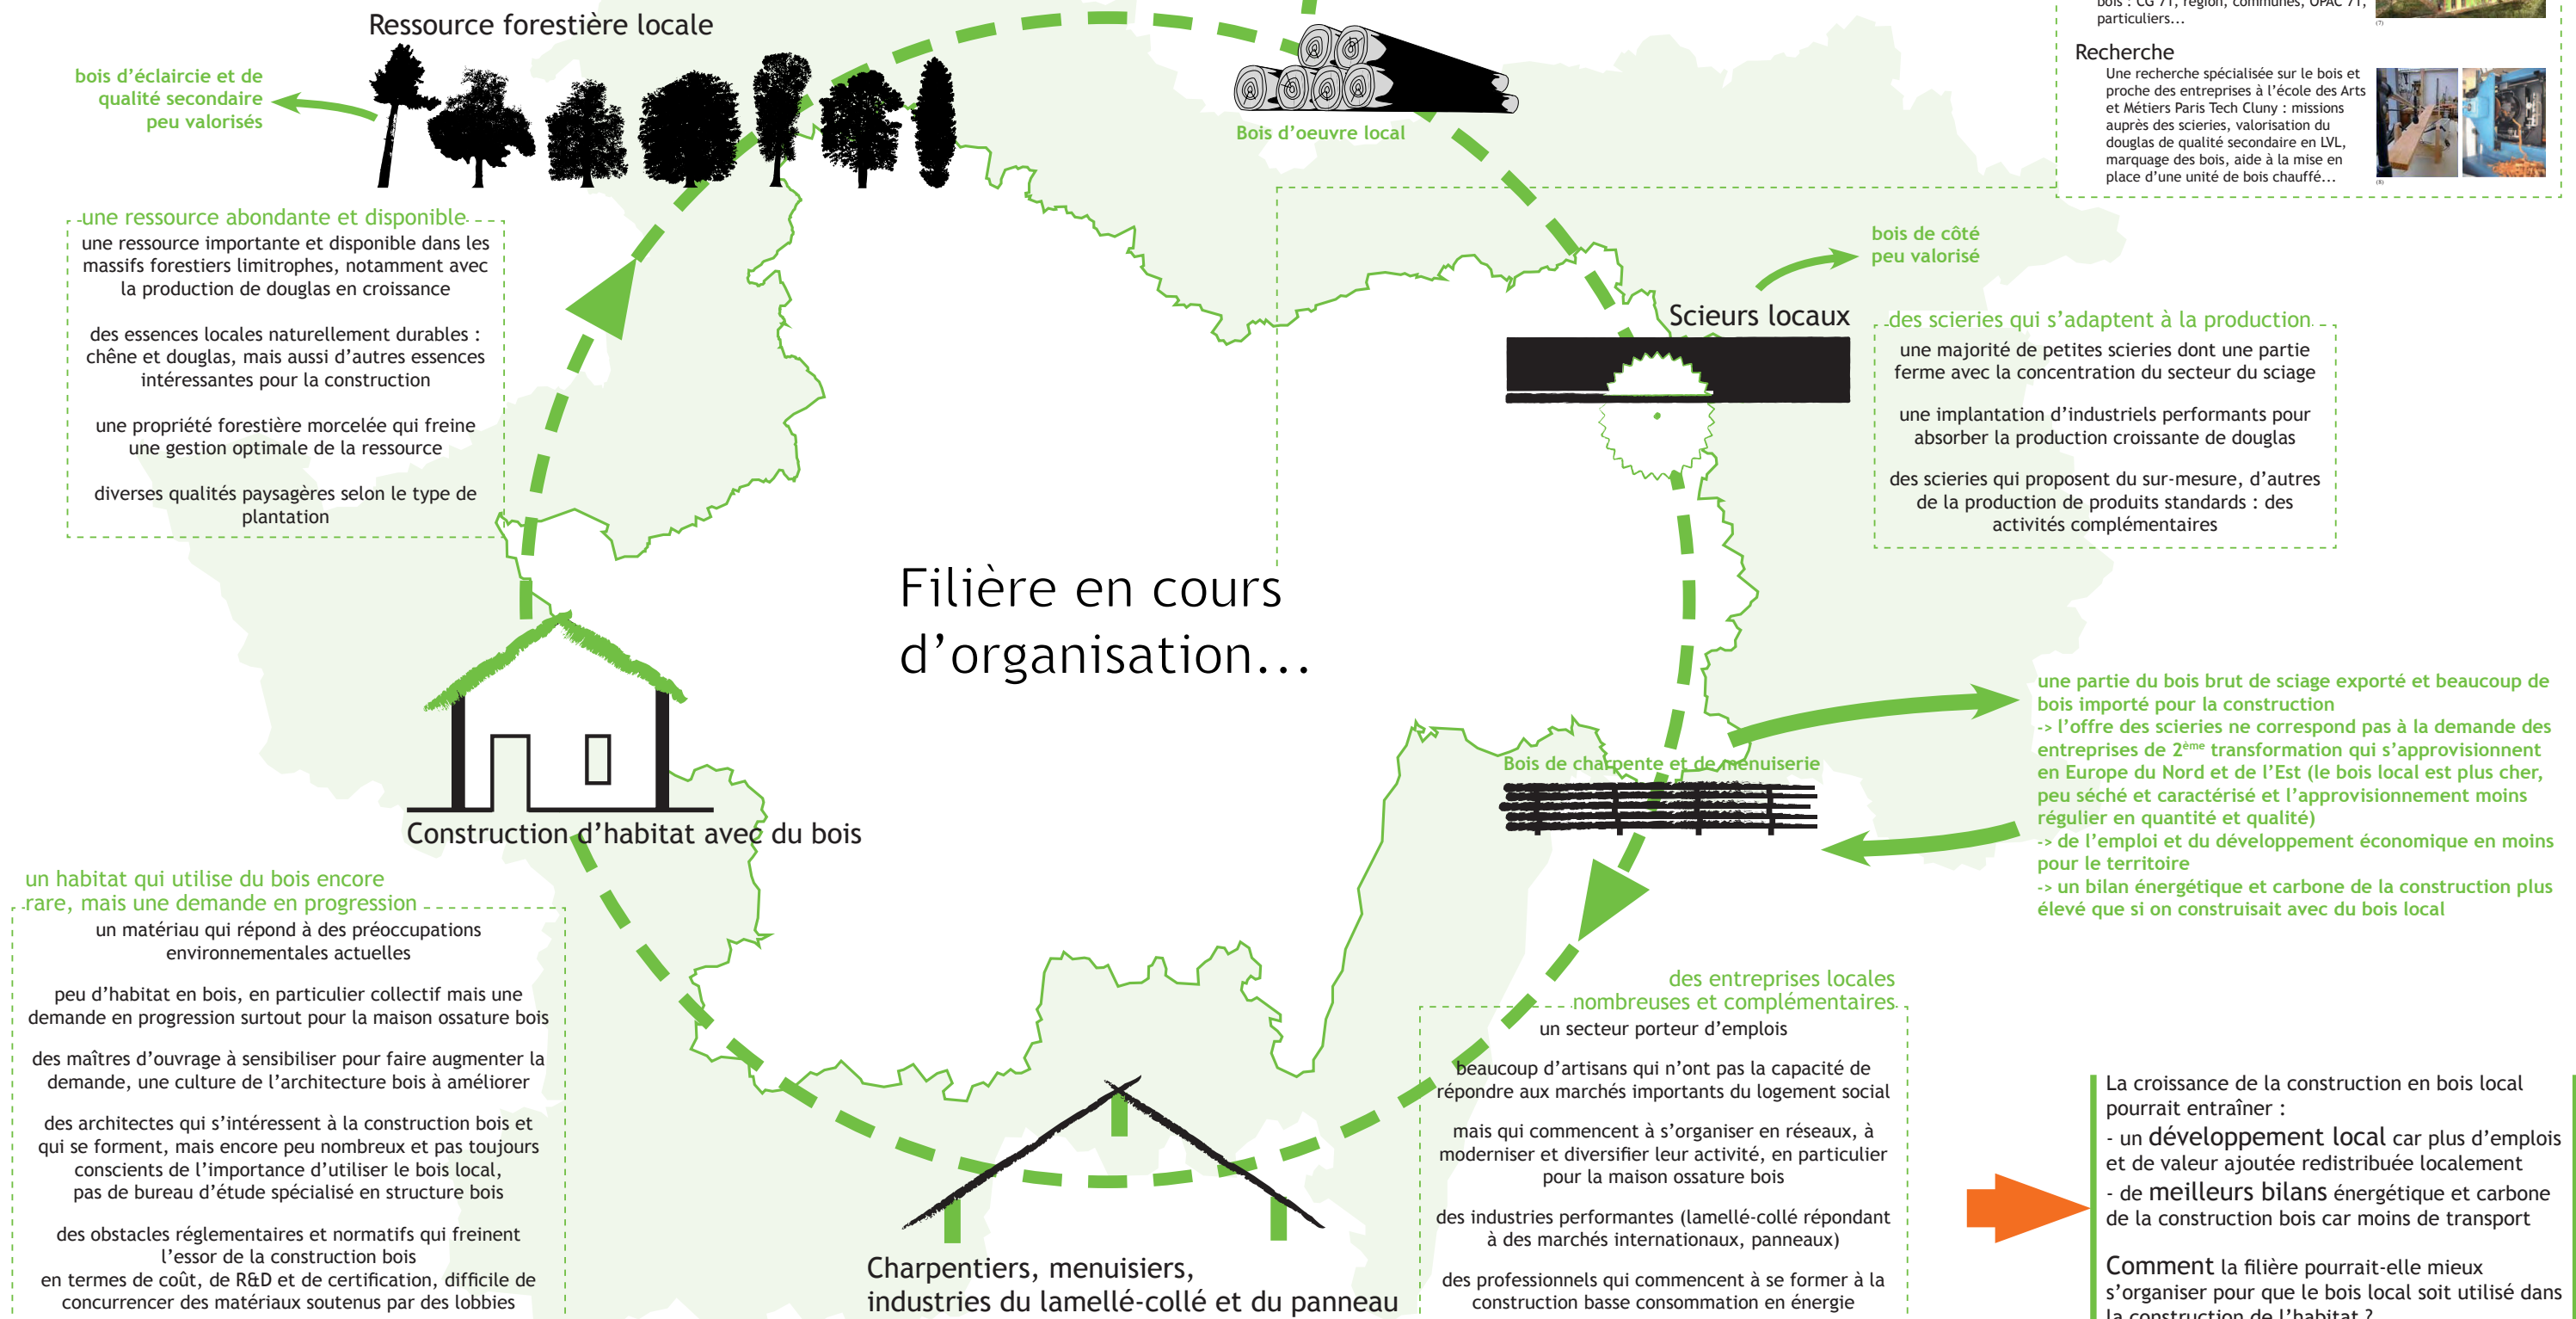 Ressource forestière locale
bois d'éclaircie et de
qualité secondaire
peu valorisés
Bois d'oeuvre local
bois : CG 71, région, communes, OPAC 71,
particuliers...
(7)
Recherche
Une recherche spécialisée sur le bois et
proche des entreprises à l'école des Arts
et Métiers Paris Tech Cluny : missions
auprès des scieries, valorisation du
douglas de qualité secondaire en LVL,
marquage des bois, aide à la mise en
place d'une unité de bois chauffé...
(8)
une ressource abondante et disponible
une ressource importante et disponible dans les
massifs forestiers limitrophes, notamment avec
la production de douglas en croissance
des essences locales naturellement durables :
chêne et douglas, mais aussi d'autres essences
intéressantes pour la construction
une propriété forestière morcelée qui freine
une gestion optimale de la ressource
diverses qualités paysagères selon le type de
plantation
bois de côté
peu valorisé
Scieurs locaux
des scieries qui s'adaptent à la production
une majorité de petites scieries dont une partie
ferme avec la concentration du secteur du sciage
une implantation d'industriels performants pour
absorber la production croissante de douglas
des scieries qui proposent du sur-mesure, d'autres
de la production de produits standards : des
activités complémentaires
Filière en cours
d'organisation...
une partie du bois brut de sciage exporté et beaucoup de
bois importé pour la construction
-> l'offre des scieries ne correspond pas à la demande des
entreprises de 2ème transformation qui s'approvisionnent
en Europe du Nord et de l'Est (le bois local est plus cher,
peu séché et caractérisé et l'approvisionnement moins
régulier en quantité et qualité)
-> de l'emploi et du développement économique en moins
pour le territoire
-> un bilan énergétique et carbone de la construction plus
élevé que si on construisait avec du bois local
Bois de charpente et de menuiserie
Construction d'habitat avec du bois
un habitat qui utilise du bois encore
rare, mais une demande en progression
un matériau qui répond à des préoccupations
environnementales actuelles
peu d'habitat en bois, en particulier collectif mais une
demande en progression surtout pour la maison ossature bois
des maîtres d'ouvrage à sensibiliser pour faire augmenter la
demande, une culture de l'architecture bois à améliorer
des architectes qui s'intéressent à la construction bois et
qui se forment, mais encore peu nombreux et pas toujours
conscients de l'importance d'utiliser le bois local,
pas de bureau d'étude spécialisé en structure bois
des obstacles réglementaires et normatifs qui freinent
l'essor de la construction bois
en termes de coût, de R&D et de certification, difficile de
concurrencer des matériaux soutenus par des lobbies
Charpentiers, menuisiers,
industries du lamellé-collé et du panneau
des entreprises locales
nombreuses et complémentaires
un secteur porteur d'emplois
beaucoup d'artisans qui n'ont pas la capacité de
répondre aux marchés importants du logement social
mais qui commencent à s'organiser en réseaux, à
moderniser et diversifier leur activité, en particulier
pour la maison ossature bois
des industries performantes (lamellé-collé répondant
à des marchés internationaux, panneaux)
des professionnels qui commencent à se former à la
construction basse consommation en énergie
La croissance de la construction en bois local
pourrait entraîner :
- un développement local car plus d'emplois
et de valeur ajoutée redistribuée localement
- de meilleurs bilans énergétique et carbone
de la construction bois car moins de transport
Comment la filière pourrait-elle mieux
s'organiser pour que le bois local soit utilisé dans
la construction de l'habitat ?